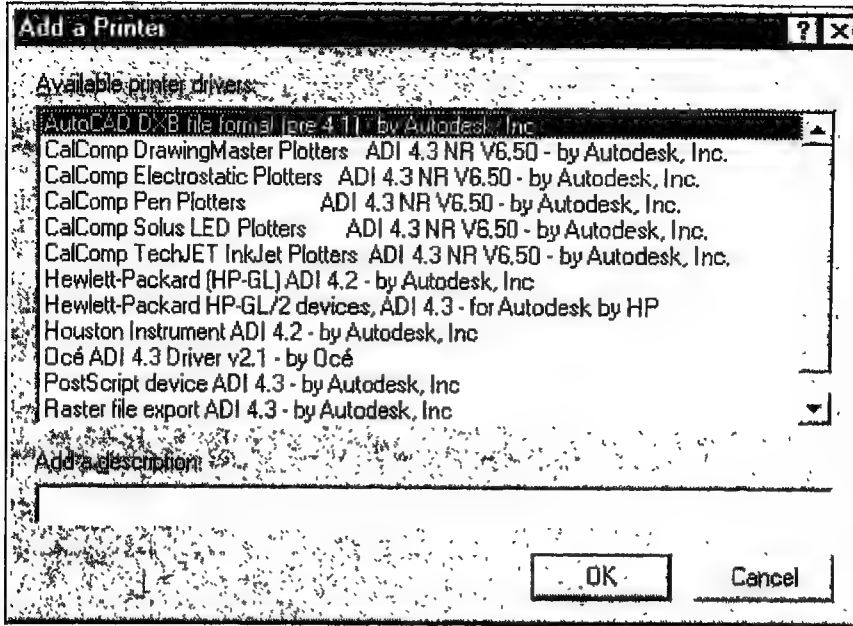 Add a Printer
Available printer drivers:
AutoCAD DXB file format (pre 4.1) - by Autodesk, Inc
CalComp DrawingMaster Plotters ADI 4.3 NR V6.50 - by Autodesk, Inc.
CalComp Electrostatic Plotters ADI 4.3 NR V6.50 - by Autodesk, Inc.
CalComp Pen Plotters ADI 4.3 NR V6.50 - by Autodesk, Inc.
CalComp Solus LED Plotters ADI 4.3 NR V6.50 - by Autodesk, Inc.
CalComp TechJET InkJet Plotters ADI 4.3 NR V6.50 - by Autodesk, Inc.
Hewlett-Packard (HP-GL) ADI 4.2 - by Autodesk, Inc
Hewlett-Packard HP-GL/2 devices, ADI 4.3 - for Autodesk by HP
Houston Instrument ADI 4.2 - by Autodesk, Inc
Océ ADI 4.3 Driver v2.1 - by Océ
PostScript device ADI 4.3 - by Autodesk, Inc
Raster file export ADI 4.3 - by Autodesk, Inc
Add a description:
OK Cancel